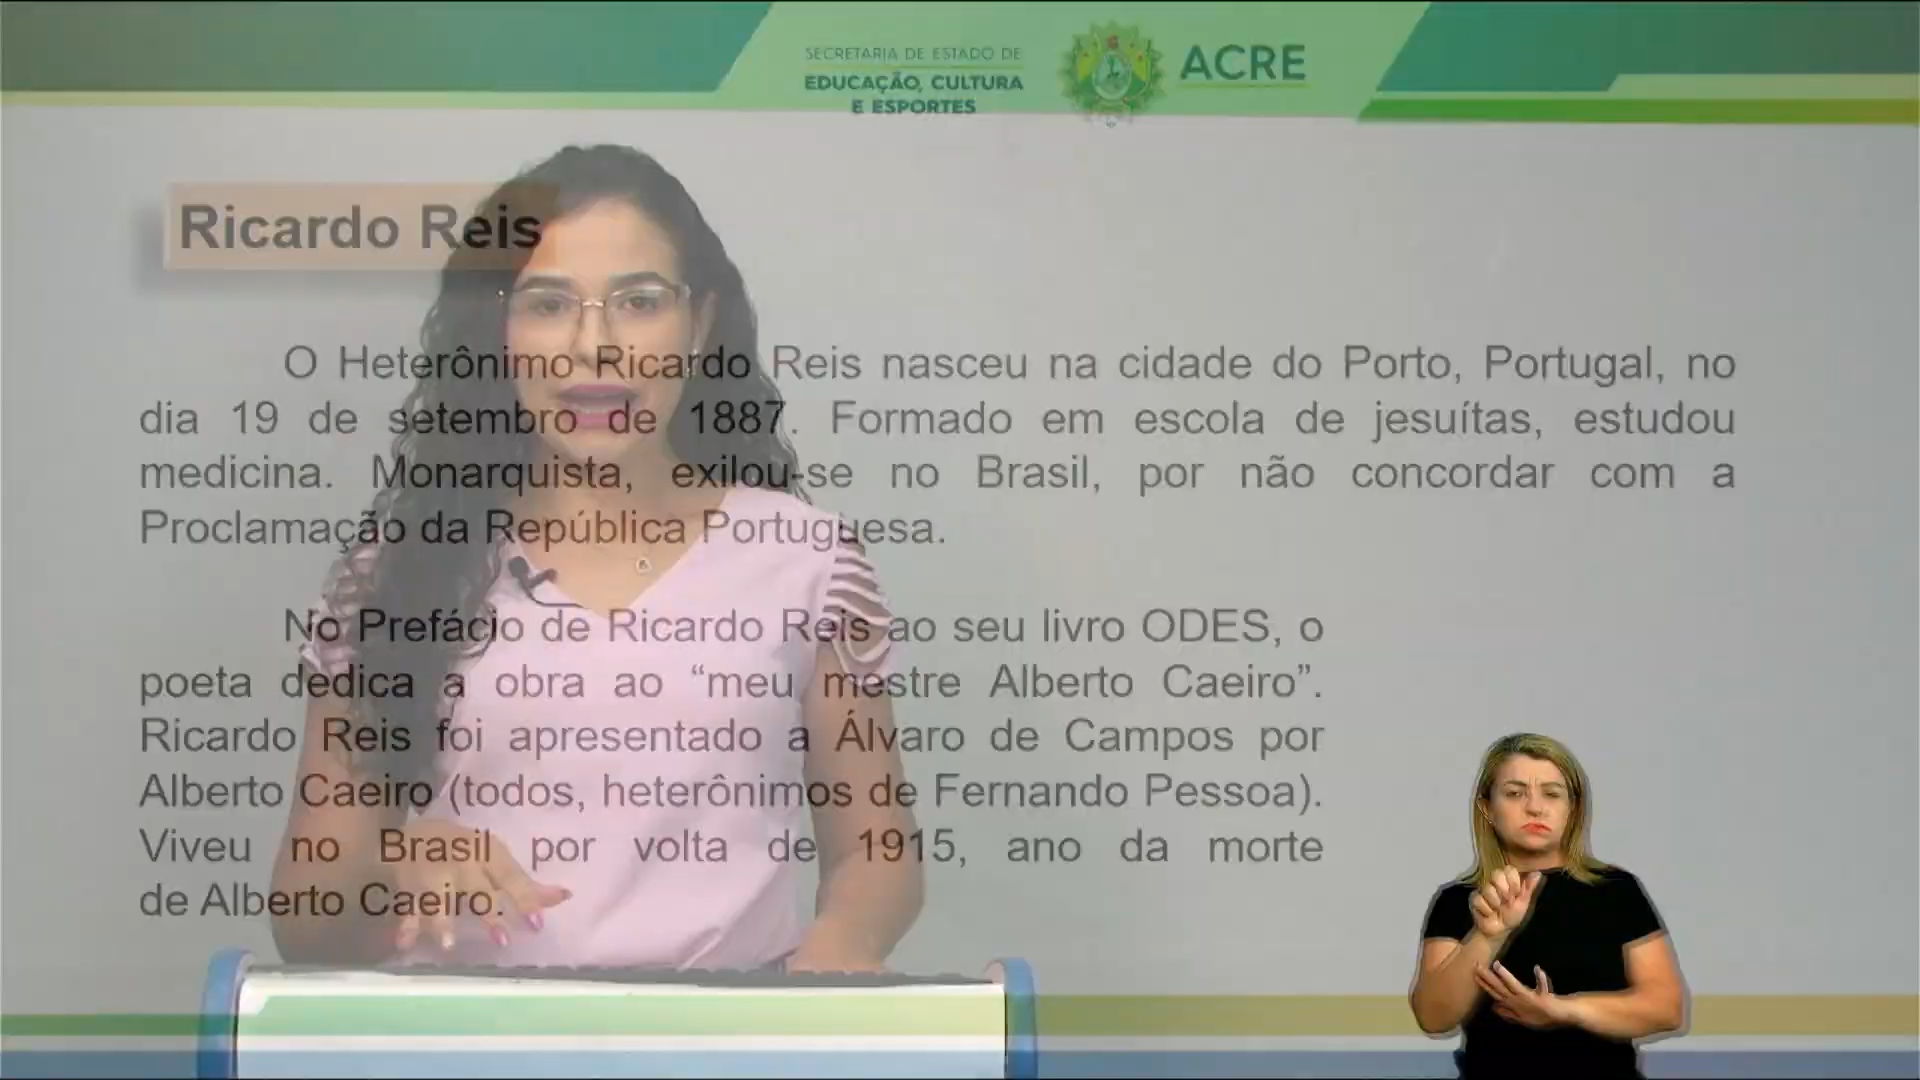 SECRETARIA DE ESTADO DE
EDUCAÇÃO, CULTURA
E ESPORTES
ACRE
Ricardo Reis
O Heterônimo Ricardo Reis nasceu na cidade do Porto, Portugal, no
dia 19 de setembro de 1887. Formado em escola de jesuítas, estudou
medicina. Monarquista, exilou-se no Brasil, por não concordar com a
Proclamação da República Portuguesa.
No Prefácio de Ricardo Reis ao seu livro ODES, o
poeta dedica a obra ao “meu mestre Alberto Caeiro”.
Ricardo Reis foi apresentado a Álvaro de Campos por
Alberto Caeiro (todos, heterônimos de Fernando Pessoa).
Viveu no Brasil por volta de 1915, ano da morte
de Alberto Caeiro.